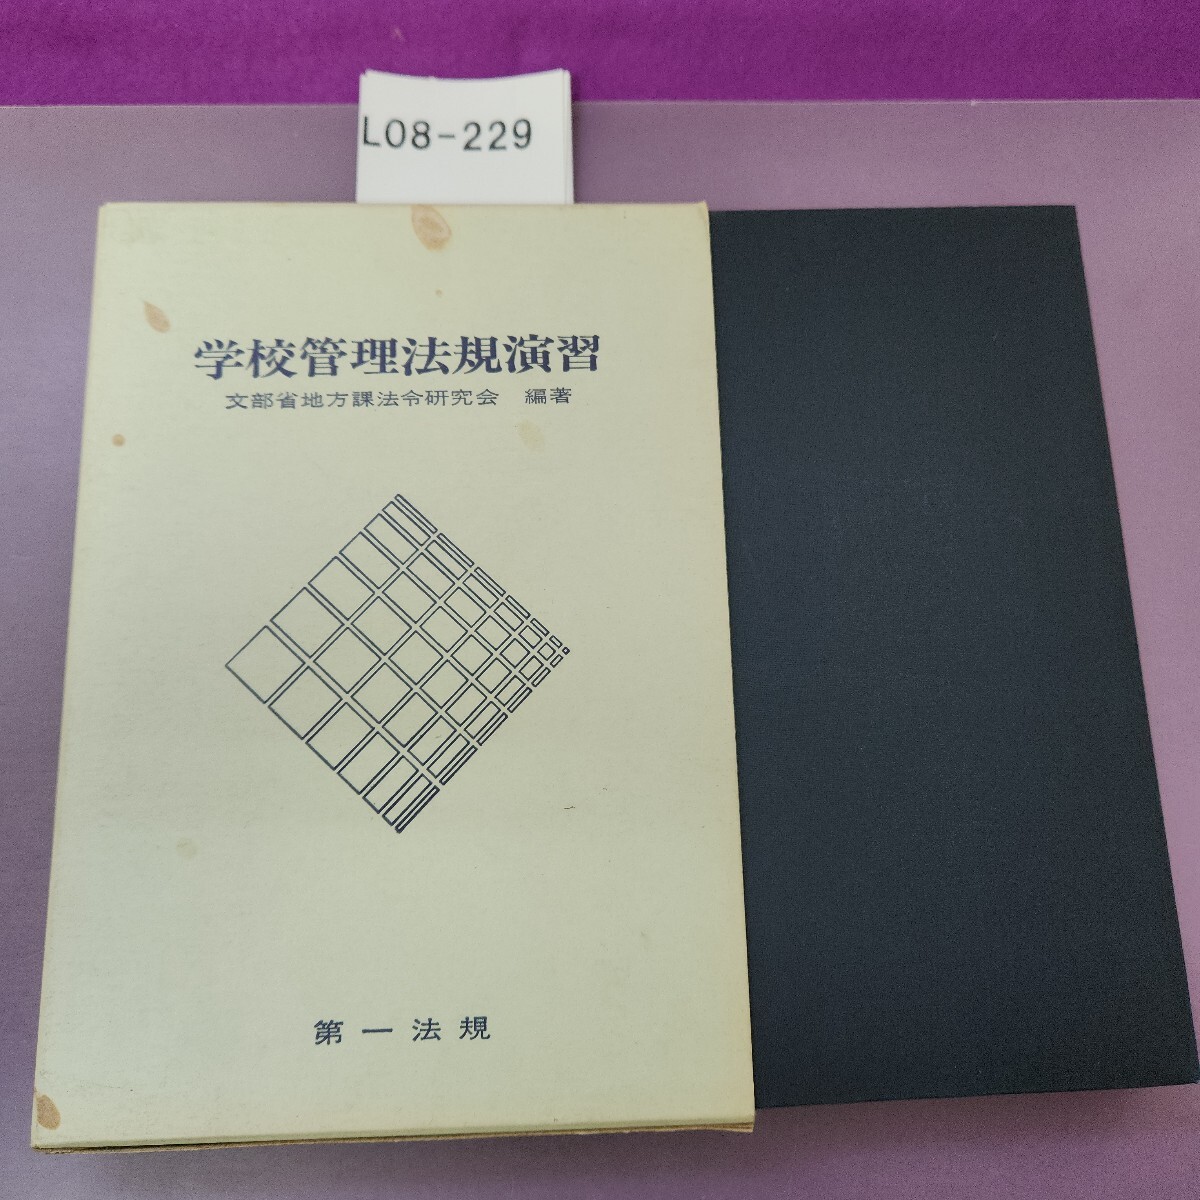 L08-229
学校管理法規演習
文部省地方課法令研究会　編著
第一法規